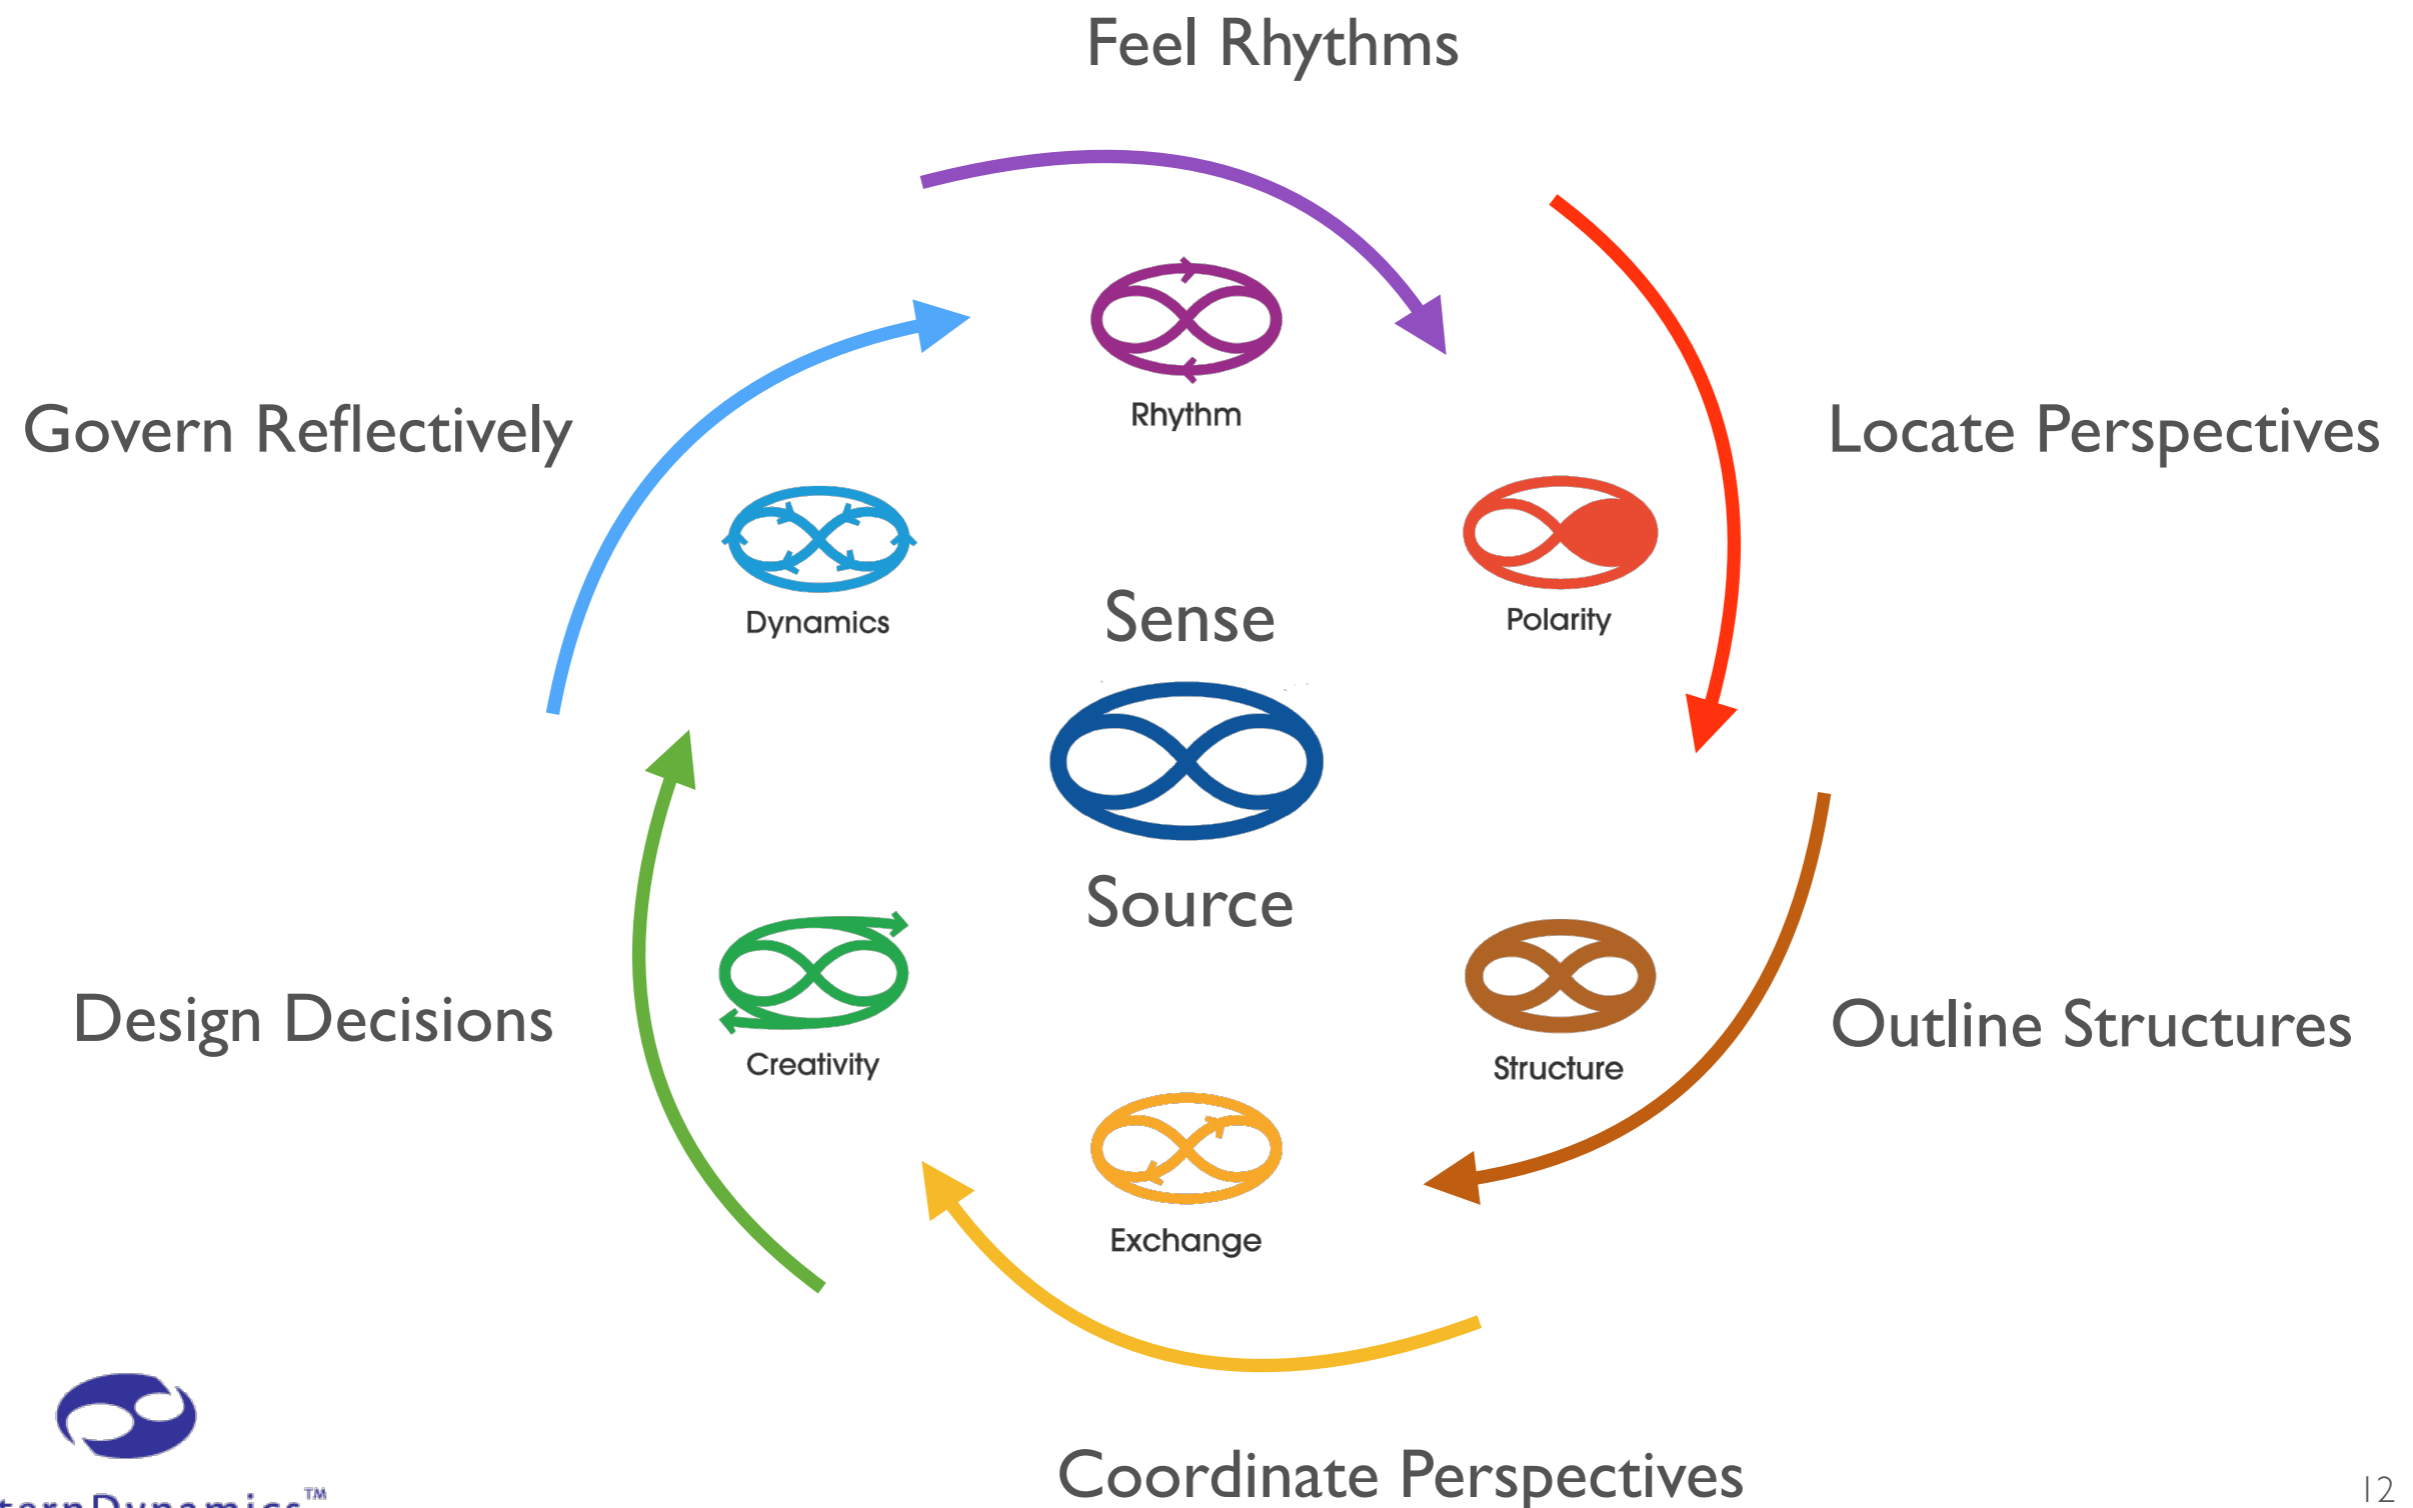 Feel Rhythms
Rhythm
Govern Reflectively
Locate Perspectives
Dynamics
Polarity
Sense
Source
Design Decisions
Outline Structures
Creativity
Structure
Exchange
Coordinate Perspectives
ternDynamics™
12